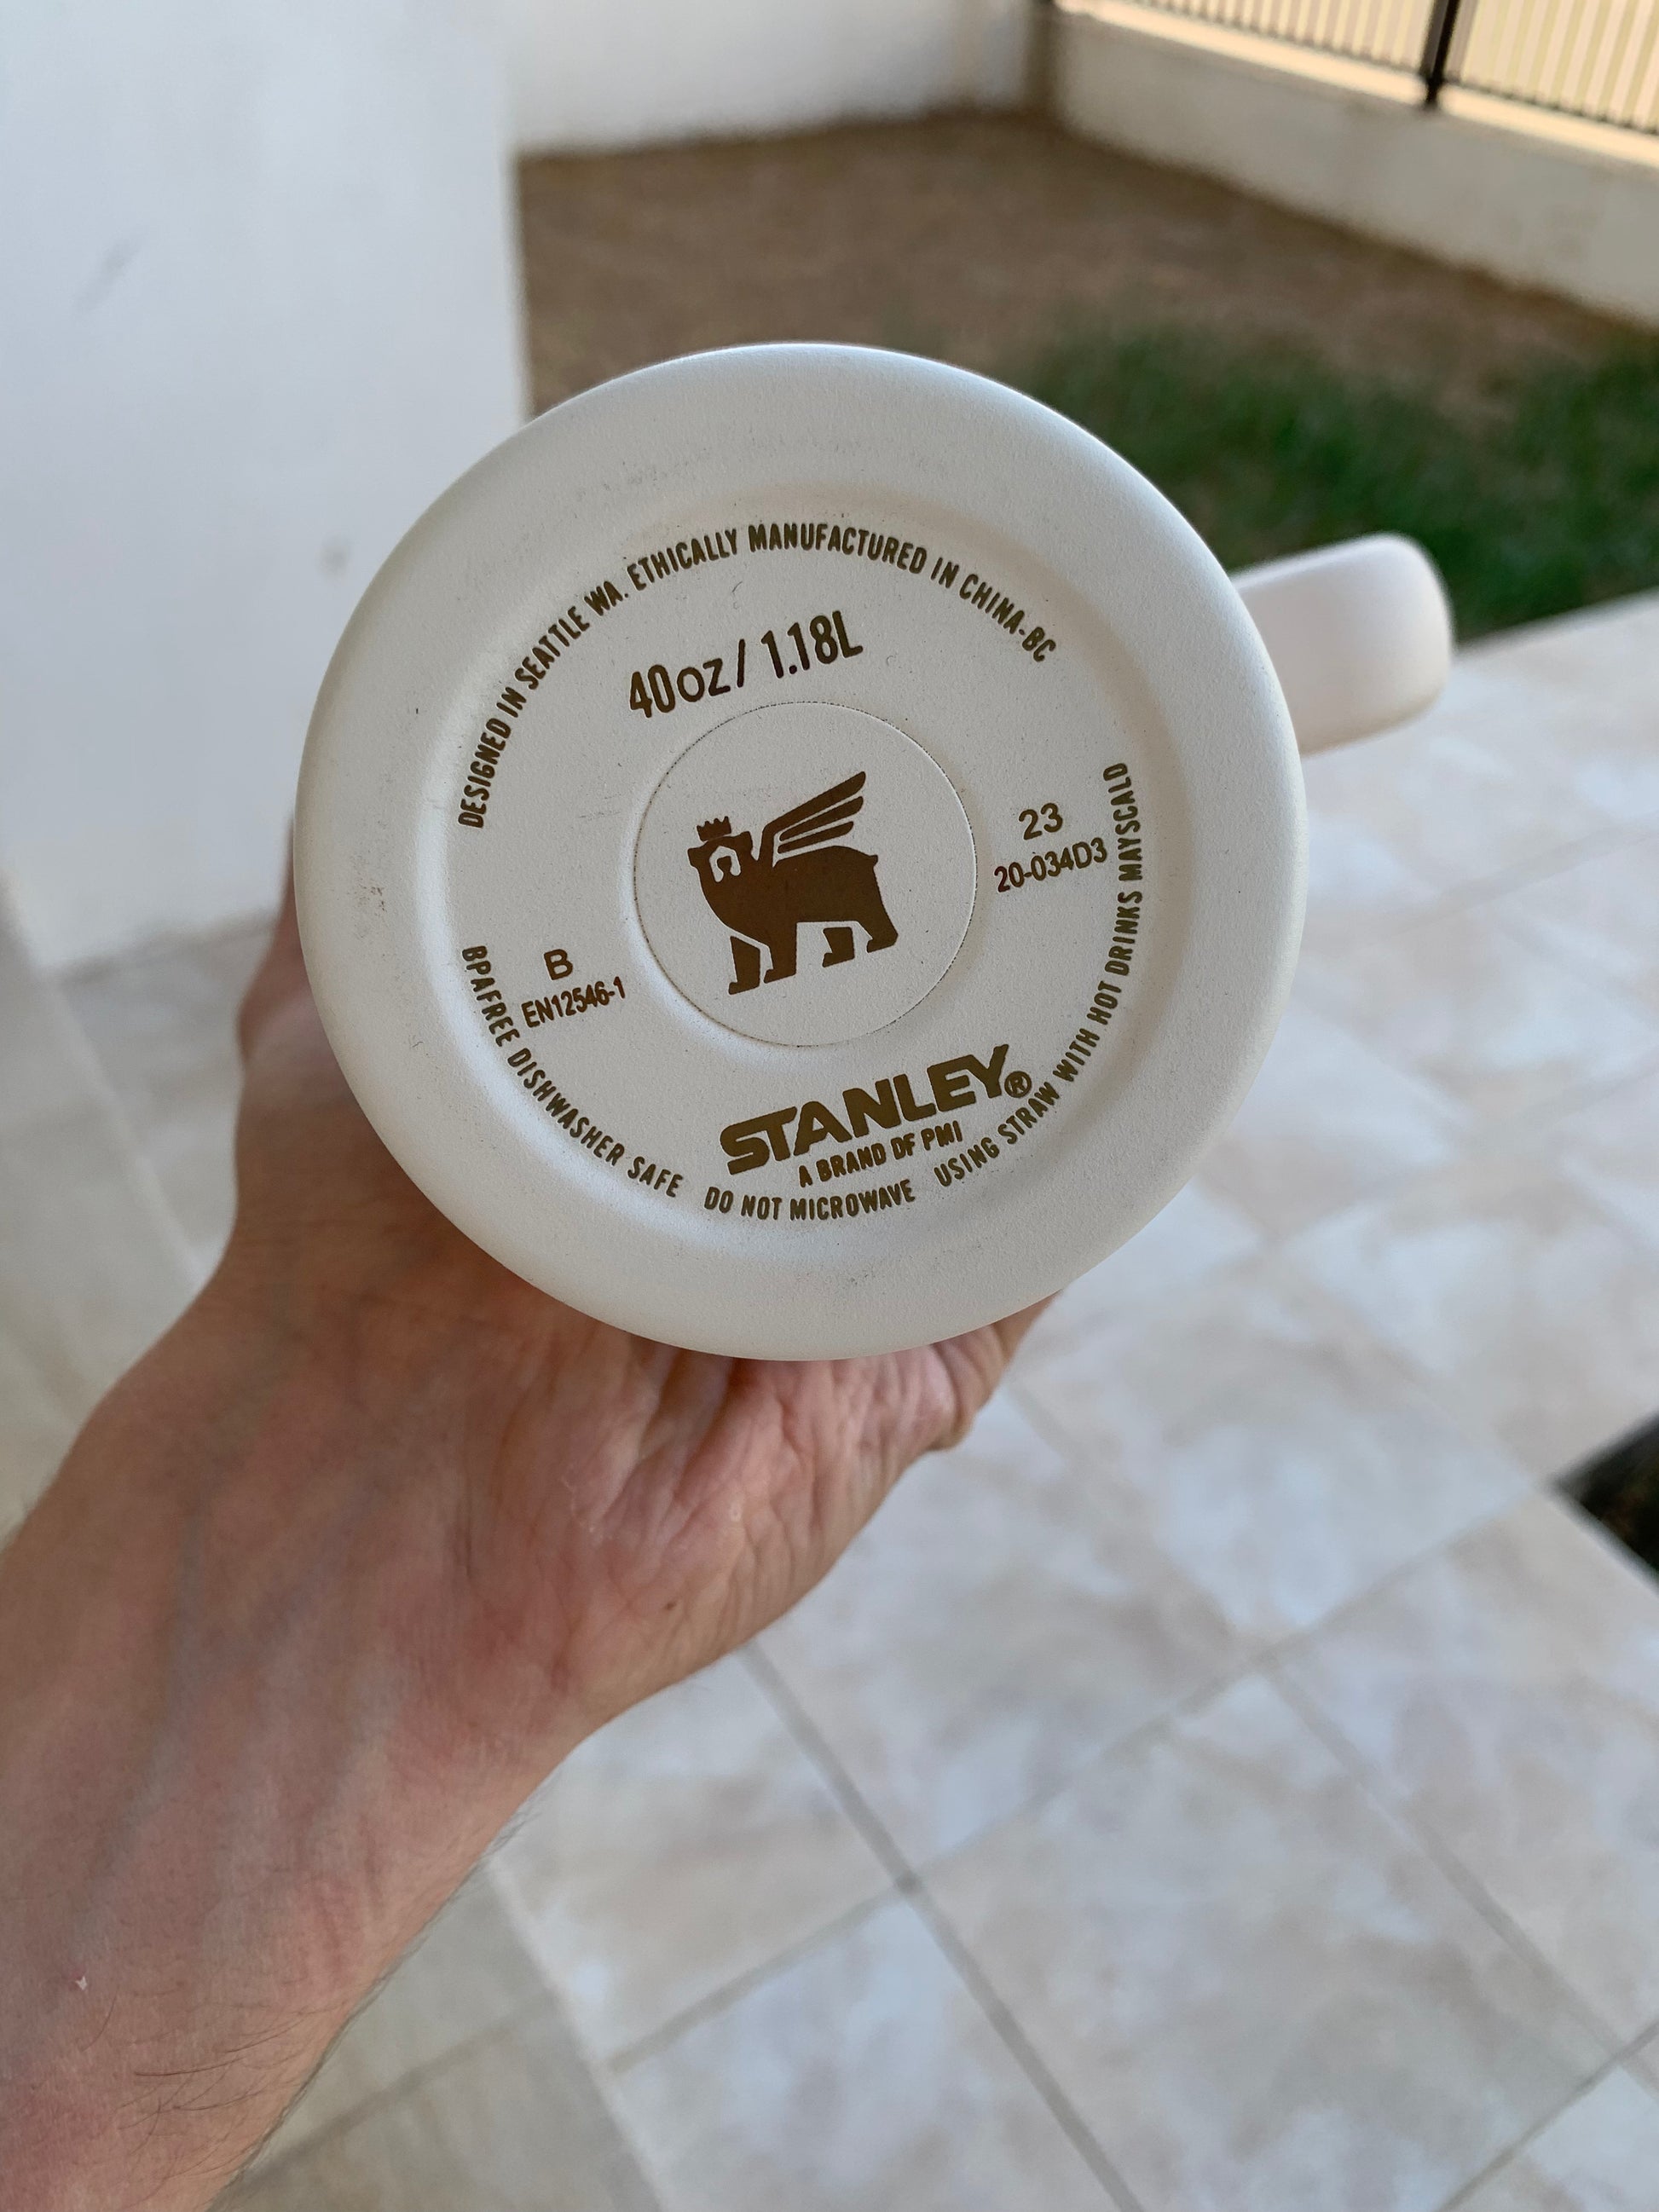 DESIGNED IN SEATTLE WA. ETHICALLY MANUFACTURED IN CHINA-BC
40oz/ 1.18L
23
20-034D3
B
EN12546-1
STANLEY®
A BRAND OF PMI
BPAFREE DISHWASHER SAFE DO NOT MICROWAVE USING STRAW WITH HOT DRINKS MAYSCALD